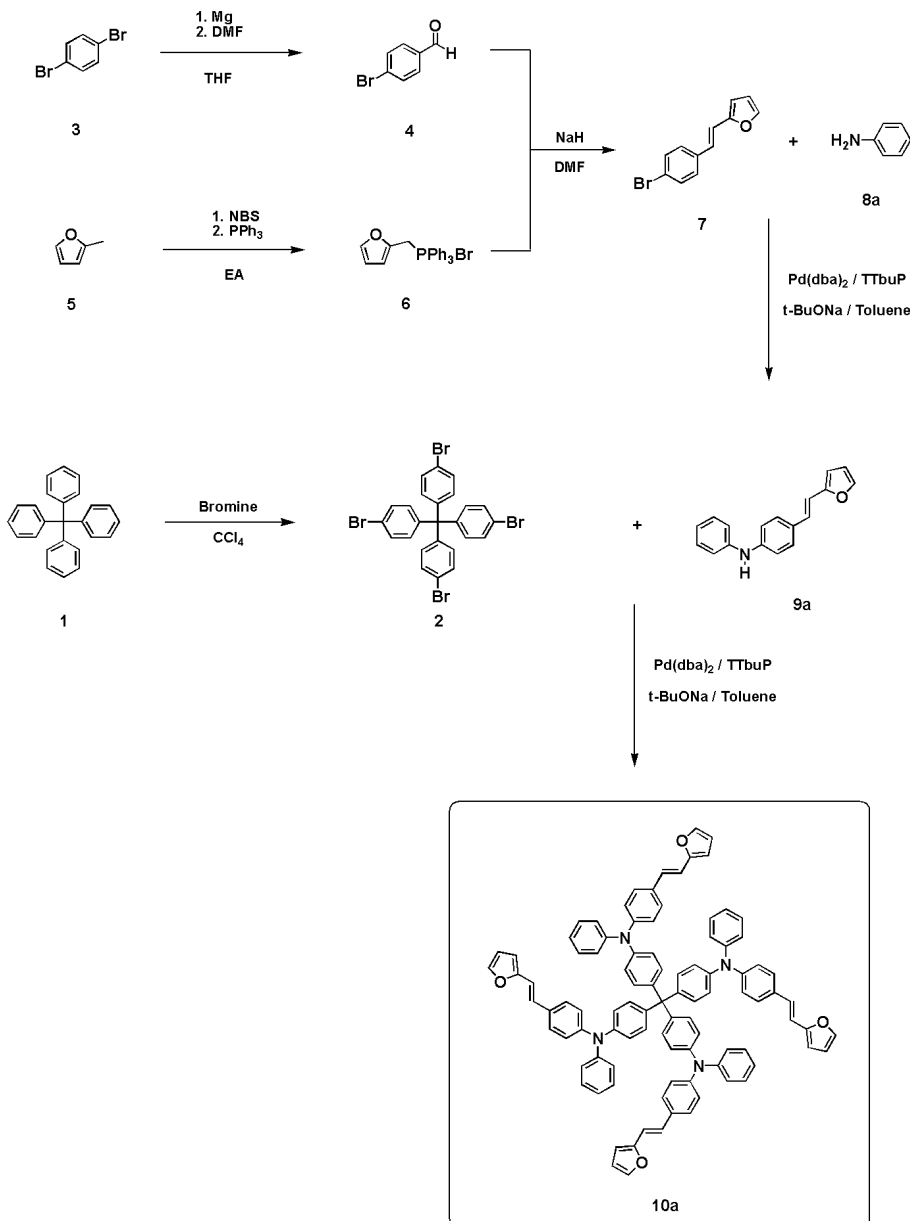 1. Mg
2. DMF
THF
Br
Br
3
O
H
Br
4
NaH
DMF
O
Br
7
+
H₂N
8a
O
5
1. NBS
2. PPh₃
EA
O
PPh₃Br
6
Pd(dba)₂ / TTbuP
t-BuONa / Toluene
1
Bromine
CCl₄
Br
Br
Br
Br
2
+
O
N
H
9a
Pd(dba)₂ / TTbuP
t-BuONa / Toluene
O
N
N
O
O
N
N
O
10a